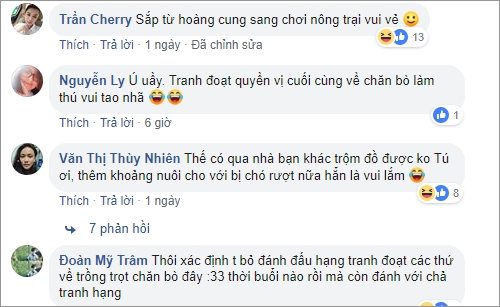 Trần Cherry Sắp từ hoàng cung sang chơi nông trại vui vẻ 🙂
13
Thích · Trả lời · 1 ngày · Đã chỉnh sửa
Nguyễn Ly Ú uầy. Tranh đoạt quyền vị cuối cùng về chăn bò làm
thú vui tao nhã 😂😂
1
Thích · Trả lời · 6 giờ
Văn Thị Thùy Nhiên Thế có qua nhà bạn khác trộm đồ được ko Tú
ơi, thêm khoảng nuôi cho với bị chó rượt nữa hẳn là vui lắm 😂
8
Thích · Trả lời · 1 ngày
7 phản hồi
Đoàn Mỹ Trâm Thôi xác định t bỏ đánh đấu hạng tranh đoạt các thứ
về trồng trọt chăn bò đây :33 thời buổi nào rồi mà còn đánh với chả
tranh hạng